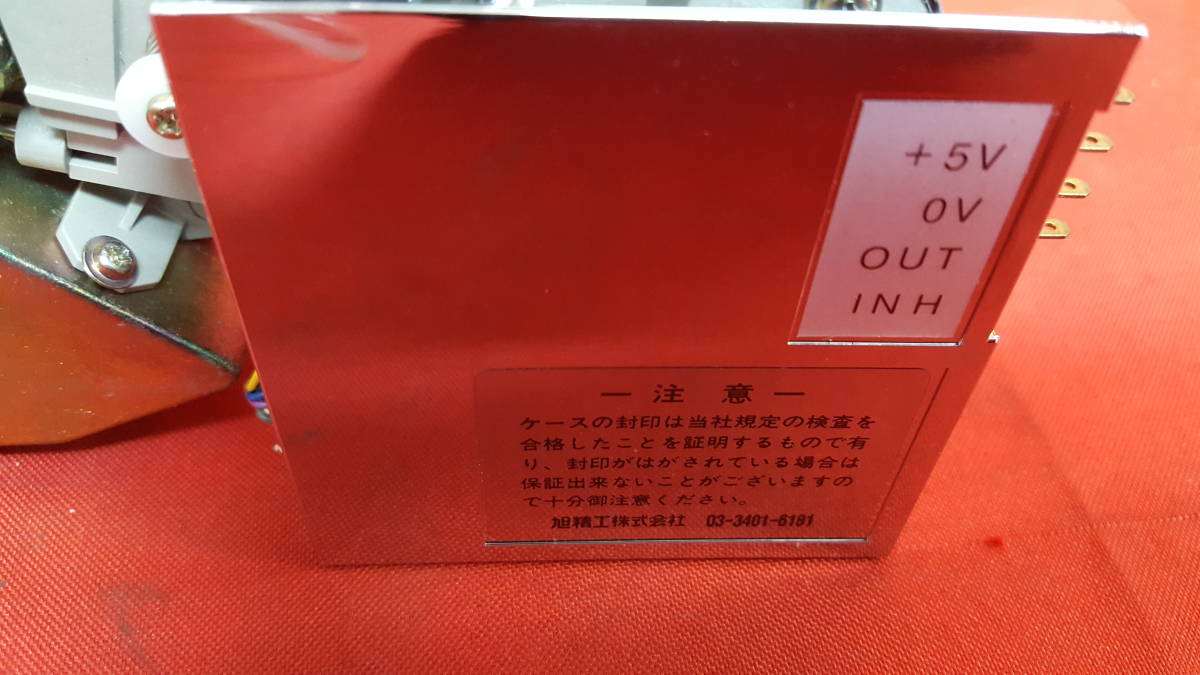 +5V
0V
OUT
INH
ー注 意ー
ケースの封印は当社規定の検査を
合格したことを証明するもので有
り、封印がはがされている場合は
保証出来ないことがございますの
で十分御注意ください。
旭精工株式会社 03-3401-6181